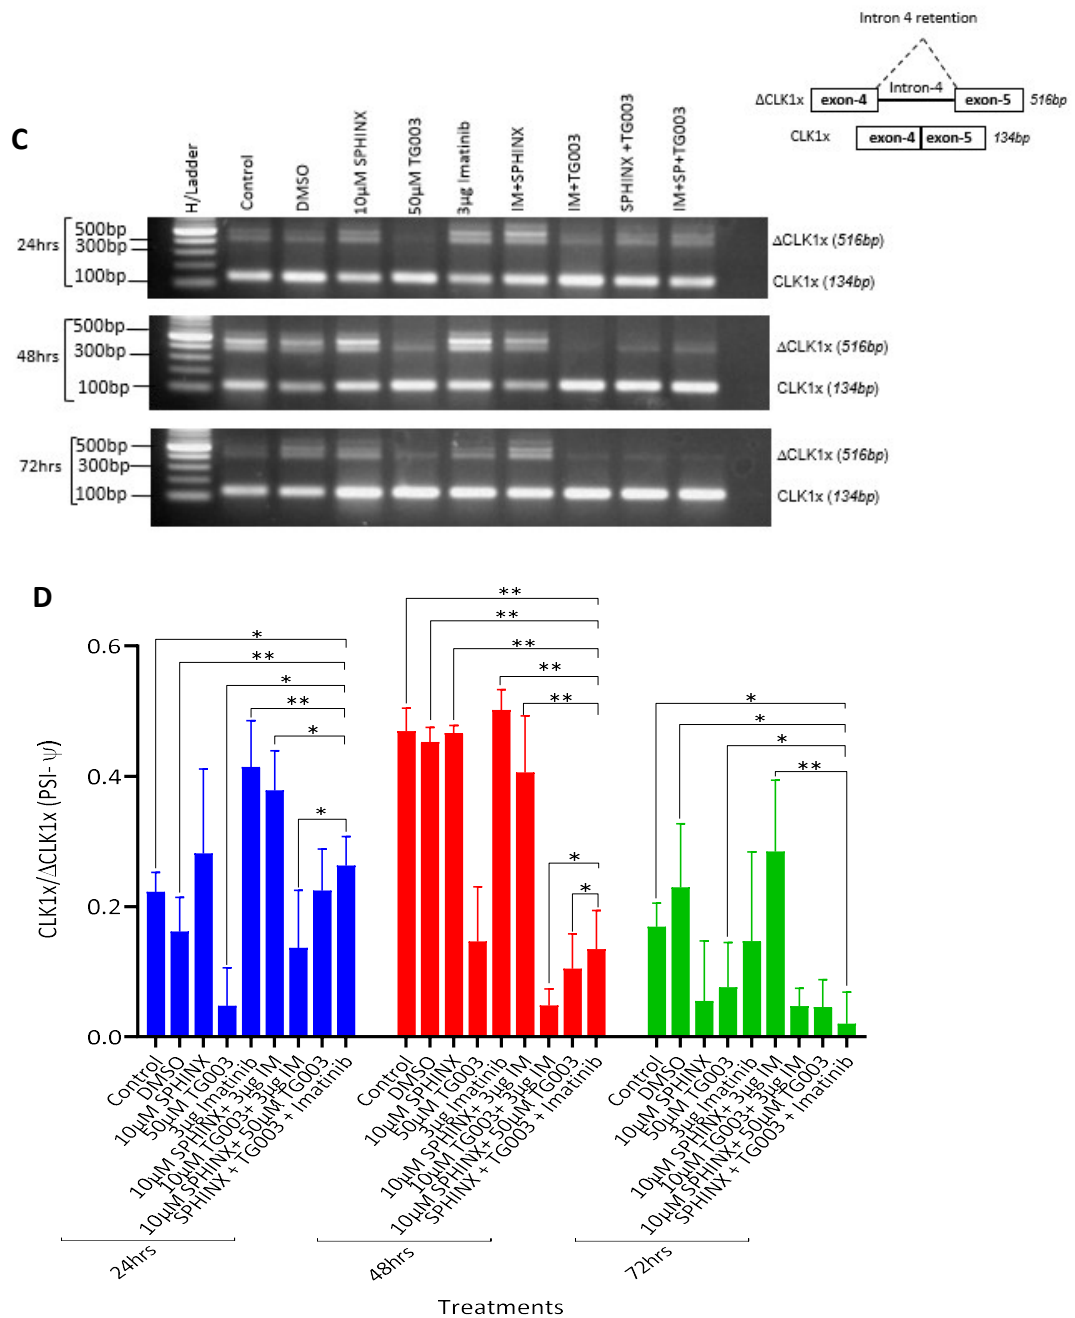 Intron 4 retention
Intron-4
ΔCLK1x exon-4 exon-5 516bp
CLK1x exon-4 exon-5 134bp
C
H/Ladder
Control
DMSO
10µM SPHINX
50µM TG003
3µg Imatinib
IM+SPHINX
IM+TG003
SPHINX +TG003
IM+SP+TG003
24hrs
500bp
300bp
100bp
ΔCLK1x (516bp)
CLK1x (134bp)
48hrs
500bp
300bp
100bp
ΔCLK1x (516bp)
CLK1x (134bp)
72hrs
500bp
300bp
100bp
ΔCLK1x (516bp)
CLK1x (134bp)
D
CLK1x/ΔCLK1x (PSI- ψ)
0.6
0.4
0.2
0.0
*
**
*
**
*
*
**
**
**
**
**
*
*
*
*
*
**
Control
DMSO
10µM SPHINX
50µM TG003
3µg Imatinib
10µM SPHINX+ 3µg IM
10µM TG003+ 3µg IM
10µM SPHINX+ 50µM TG003
SPHINX + TG003 + Imatinib
Control
DMSO
10µM SPHINX
50µM TG003
3µg Imatinib
10µM SPHINX+ 3µg IM
10µM TG003+ 3µg IM
10µM SPHINX+ 50µM TG003
SPHINX + TG003 + Imatinib
Control
DMSO
10µM SPHINX
50µM TG003
3µg Imatinib
10µM SPHINX+ 3µg IM
10µM TG003+ 3µg IM
10µM SPHINX+ 50µM TG003
SPHINX + TG003 + Imatinib
24hrs
48hrs
72hrs
Treatments